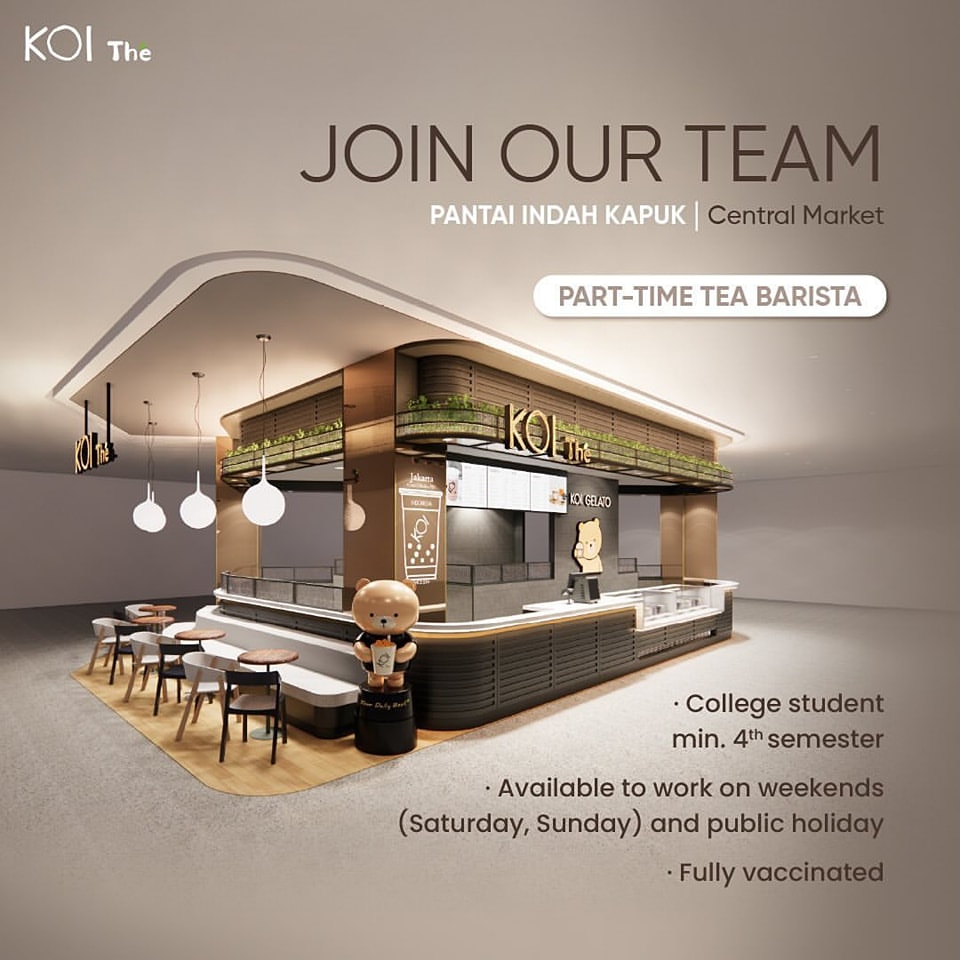 KOI Thé
JOIN OUR TEAM
PANTAI INDAH KAPUK | Central Market
PART-TIME TEA BARISTA
KOI Thé
KOI Thé
KOI GELATO
Jakarta
INDONESIA
KOI
· College student
min. 4th semester
· Available to work on weekends
(Saturday, Sunday) and public holiday
· Fully vaccinated